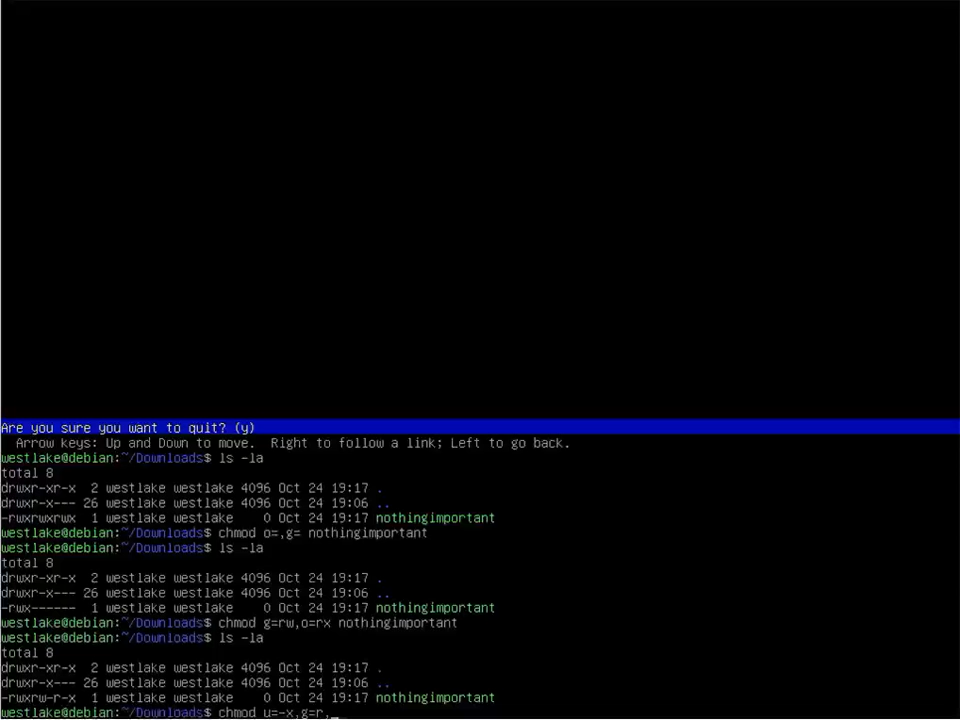 Are you sure you want to quit? (y)
Arrow keys: Up and Down to move.  Right to follow a link; Left to go back.
westlake@debian:~/Downloads$ ls -la
total 8
drwxr-xr-x  2 westlake westlake 4096 Oct 24 19:17 .
drwxr-x--- 26 westlake westlake 4096 Oct 24 19:06 ..
-rwxrwxrwx  1 westlake westlake    0 Oct 24 19:17 nothingimportant
westlake@debian:~/Downloads$ chmod o=,g= nothingimportant
westlake@debian:~/Downloads$ ls -la
total 8
drwxr-xr-x  2 westlake westlake 4096 Oct 24 19:17 .
drwxr-x--- 26 westlake westlake 4096 Oct 24 19:06 ..
-rwx------  1 westlake westlake    0 Oct 24 19:17 nothingimportant
westlake@debian:~/Downloads$ chmod g=rw,o=rx nothingimportant
westlake@debian:~/Downloads$ ls -la
total 8
drwxr-xr-x  2 westlake westlake 4096 Oct 24 19:17 .
drwxr-x--- 26 westlake westlake 4096 Oct 24 19:06 ..
-rwxrw-r-x  1 westlake westlake    0 Oct 24 19:17 nothingimportant
westlake@debian:~/Downloads$ chmod u=-x,g=r,_